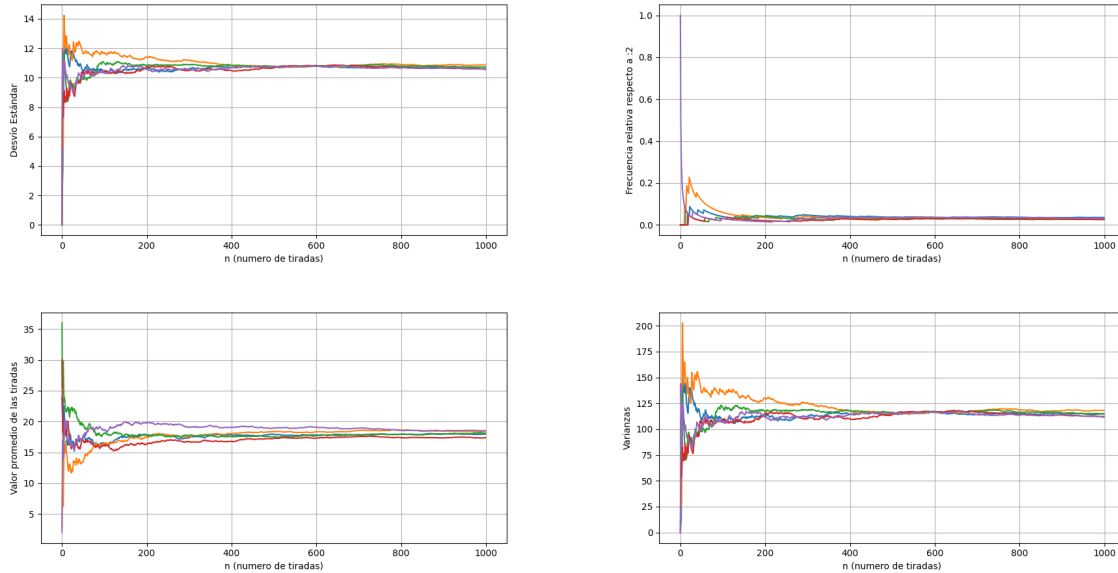 14
12
10
8
6
4
2
0
Desvío Estándar
0 200 400 600 800 1000
n (numero de tiradas)
1.0
0.8
0.6
0.4
0.2
0.0
Frecuencia relativa respecto a :2
0 200 400 600 800 1000
n (numero de tiradas)
35
30
25
20
15
10
5
Valor promedio de las tiradas
0 200 400 600 800 1000
n (numero de tiradas)
200
175
150
125
100
75
50
25
0
Varianzas
0 200 400 600 800 1000
n (numero de tiradas)